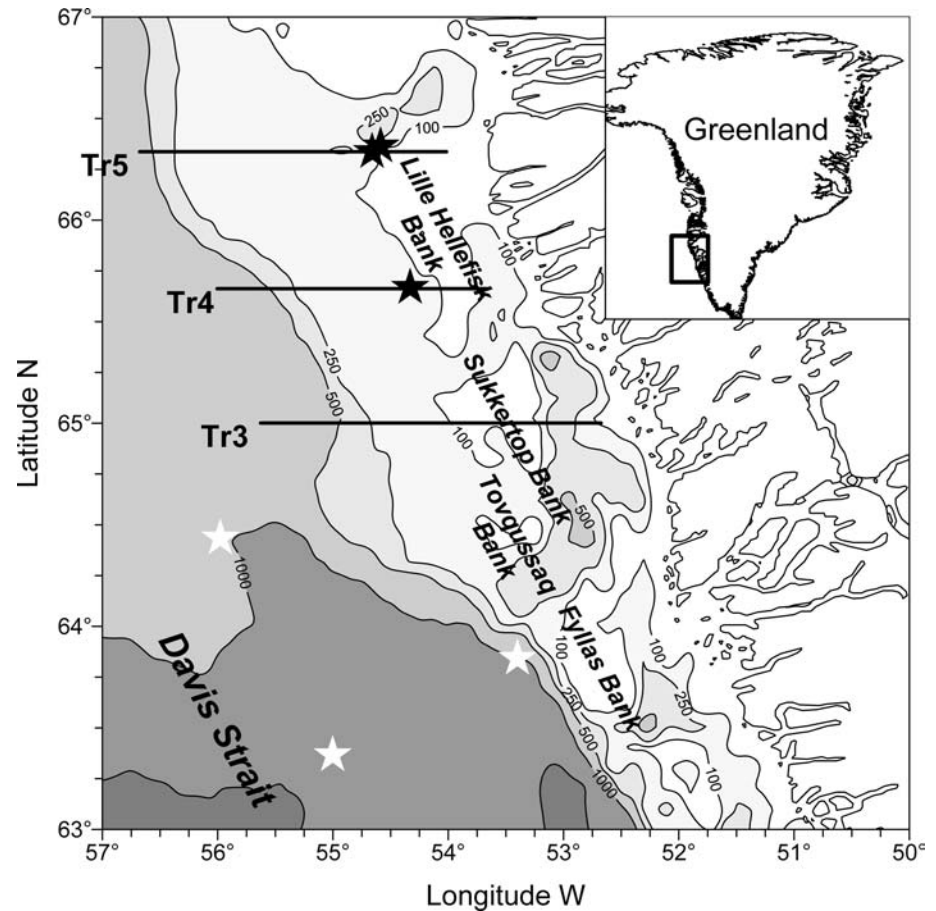 67°
Greenland
250
100
Tr5
Lille Hellefisk
Bank
66°
100
Tr4
250
500
Sukkertop Bank
65°
Tr3
100
Tovqussaq
Bank
500
1000
64°
Fyllas Bank
100
Davis Strait
250
250
500
100
1000
63°
57°
56°
55°
54°
53°
52°
51°
50°
Latitude N
Longitude W